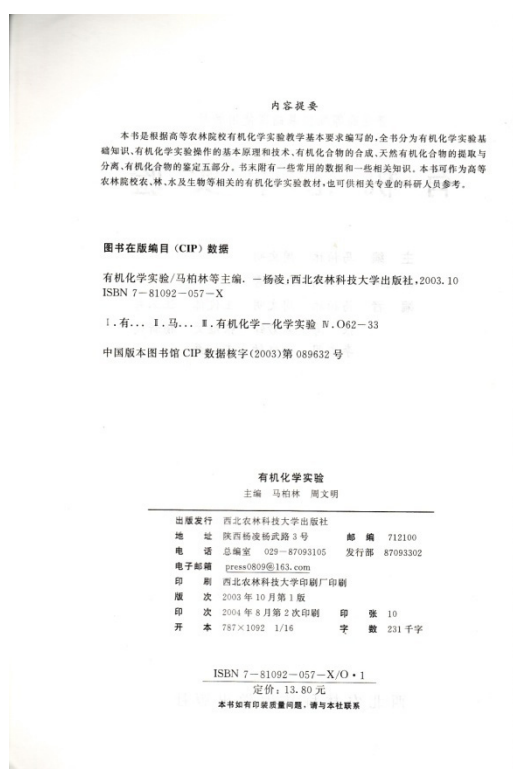 内容提要
本书是根据高等农林院校有机化学实验教学基本要求编写的,全书分为有机化学实验基
础知识、有机化学实验操作的基本原理和技术、有机化合物的合成、天然有机化合物的提取与
分离、有机化合物的鉴定五部分。书末附有一些常用的数据和一些相关知识。本书可作为高等
农林院校农、林、水及生物等相关的有机化学实验教材,也可供相关专业的科研人员参考。
图书在版编目(CIP)数据
有机化学实验/马柏林等主编.—杨凌:西北农林科技大学出版社,2003.10
ISBN 7-81092-057-X
Ⅰ.有... Ⅱ.马... Ⅲ.有机化学-化学实验 Ⅳ.O62-33
中国版本图书馆 CIP 数据核字(2003)第 089632 号
有机化学实验
主编 马柏林 周文明
出版发行 西北农林科技大学出版社
地 址 陕西杨凌杨武路 3 号 邮 编 712100
电 话 总编室 029-87093105 发行部 87093302
电子邮箱 press0809@163.com
印 刷 西北农林科技大学印刷厂印刷
版 次 2003 年 10 月第 1 版
印 次 2004 年 8 月第 2 次印刷 印 张 10
开 本 787×1092 1/16 字 数 231 千字
ISBN 7-81092-057-X/O·1
定价:13.80 元
本书如有印装质量问题,请与本社联系